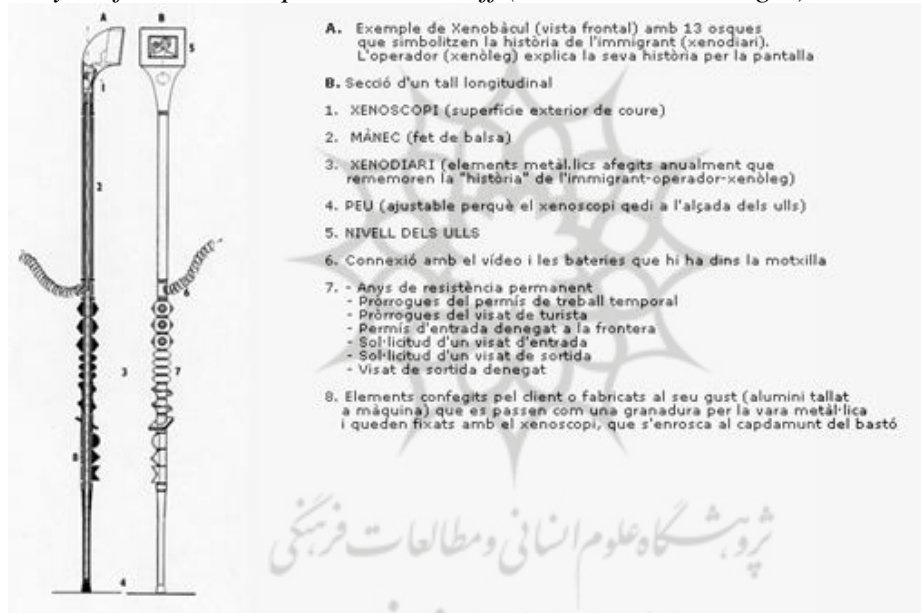 A B
5
1
2
6
3 7
8
4
A. Exemple de Xenobàcul (vista frontal) amb 13 osques
que simbolitzen la història de l'immigrant (xenodiari).
L'operador (xenòleg) explica la seva història per la pantalla
B. Secció d'un tall longitudinal
1. XENOSCOPI (superfície exterior de coure)
2. MÀNEC (fet de balsa)
3. XENODIARI (elements metàl.lics afegits anualment que
rememoren la "història" de l'immigrant-operador-xenòleg)
4. PEU (ajustable perquè el xenoscopi qedi a l'alçada dels ulls)
5. NIVELL DELS ULLS
6. Connexió amb el vídeo i les bateries que hi ha dins la motxilla
7. - Anys de resistència permanent
- Pròrrogues del permís de treball temporal
- Pròrrogues del visat de turista
- Permís d'entrada denegat a la frontera
- Sol·licitud d'un visat d'entrada
- Sol·licitud d'un visat de sortida
- Visat de sortida denegat
8. Elements confegits pel client o fabricats al seu gust (alumini tallat
a màquina) que es passen com una granadura per la vara metàl·lica
i queden fixats amb el xenoscopi, que s'enrosca al capdamunt del bastó
پژوهشگاه علوم انسانی و مطالعات فرهنگی